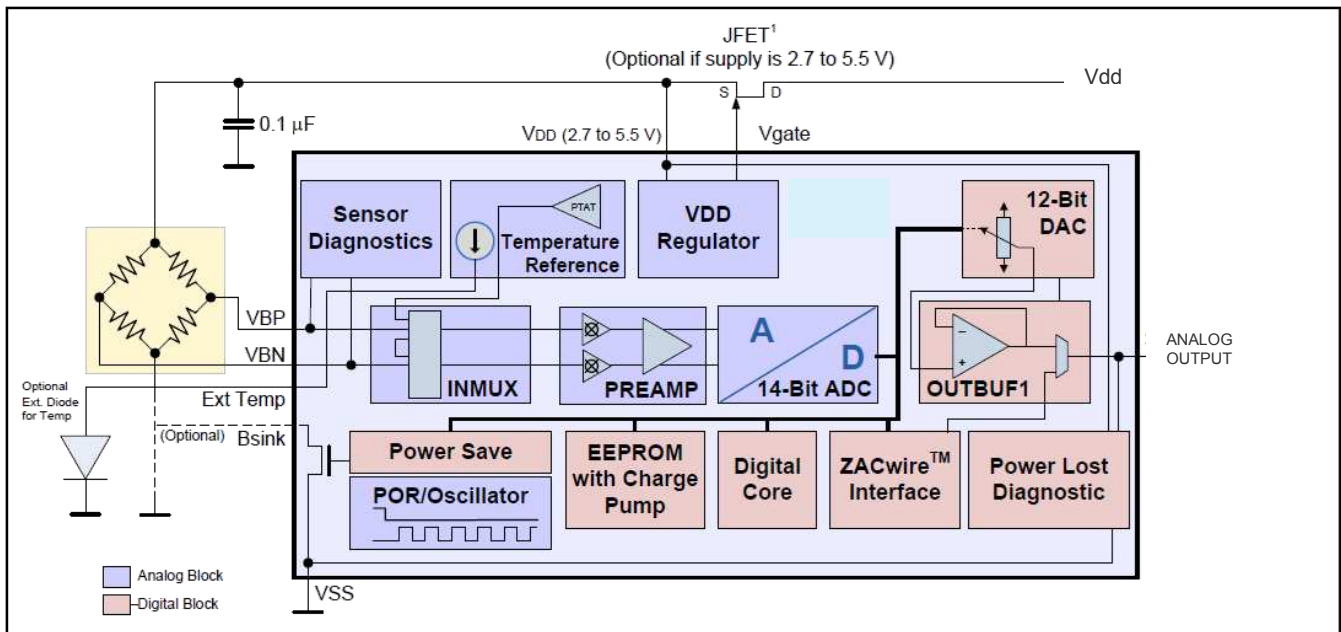 JFET1
(Optional if supply is 2.7 to 5.5 V)
Vdd
S
D
0.1 µF
VDD (2.7 to 5.5 V)
Vgate
Sensor
Diagnostics
PTAT
Temperature
Reference
VDD
Regulator
12-Bit
DAC
VBP
VBN
INMUX
PREAMP
A
D
14-Bit ADC
−
+
OUTBUF1
ANALOG
OUTPUT
Optional
Ext. Diode
for Temp
Ext Temp
(Optional)
Bsink
Power Save
POR/Oscillator
EEPROM
with Charge
Pump
Digital
Core
ZACwire™
Interface
Power Lost
Diagnostic
Analog Block
Digital Block
VSS